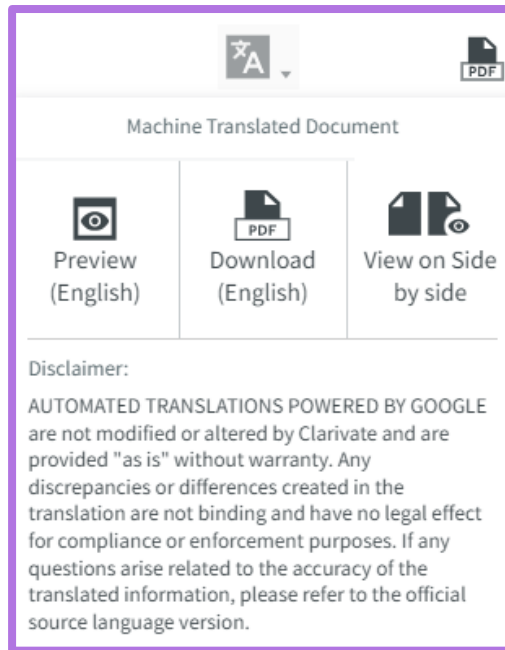 文A
PDF
Machine Translated Document
Preview
(English)
PDF
Download
(English)
View on Side
by side
Disclaimer:
AUTOMATED TRANSLATIONS POWERED BY GOOGLE
are not modified or altered by Clarivate and are
provided "as is" without warranty. Any
discrepancies or differences created in the
translation are not binding and have no legal effect
for compliance or enforcement purposes. If any
questions arise related to the accuracy of the
translated information, please refer to the official
source language version.